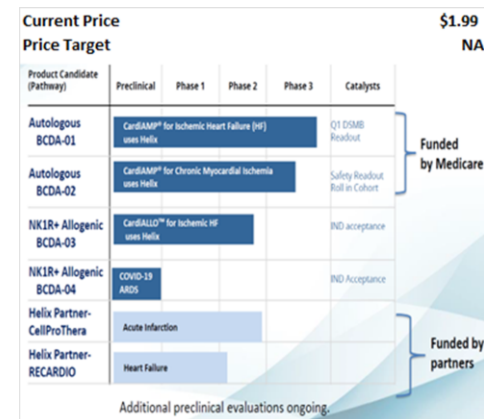 Current Price $1.99
Price Target NA
Product Candidate (Pathway) Preclinical Phase 1 Phase 2 Phase 3 Catalysts
Autologous
BCDA-01
CardiAMP® for Ischemic Heart Failure (HF)
uses Helix
Q1 DSMB
Readout
Autologous
BCDA-02
CardiAMP® for Chronic Myocardial Ischemia
uses Helix
Safety Readout
Roll in Cohort
Funded
by Medicare
NK1R+ Allogenic
BCDA-03
CardiALLO™ for Ischemic HF
uses Helix
IND acceptance
NK1R+ Allogenic
BCDA-04
COVID-19
ARDS
IND Acceptance
Helix Partner-
CellProThera
Acute Infarction
Helix Partner-
RECARDIO
Heart Failure
Funded by
partners
Additional preclinical evaluations ongoing.